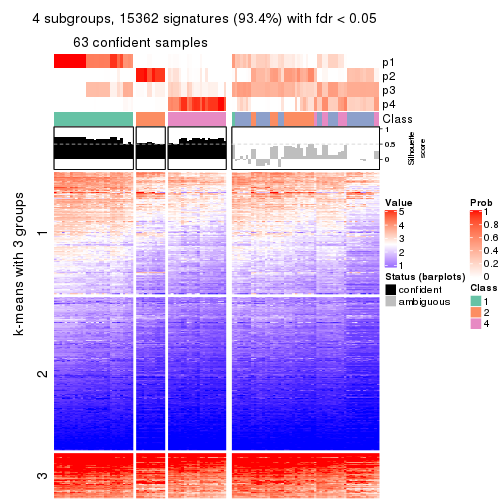 4 subgroups, 15362 signatures (93.4%) with fdr < 0.05
63 confident samples
p1
p2
p3
p4
Class
1
0.5
0
Silhouette
score
k-means with 3 groups
1
2
3
Value
5
4
3
2
1
Status (barplots)
confident
ambiguous
Prob
1
0.8
0.6
0.4
0.2
0
Class
1
2
4